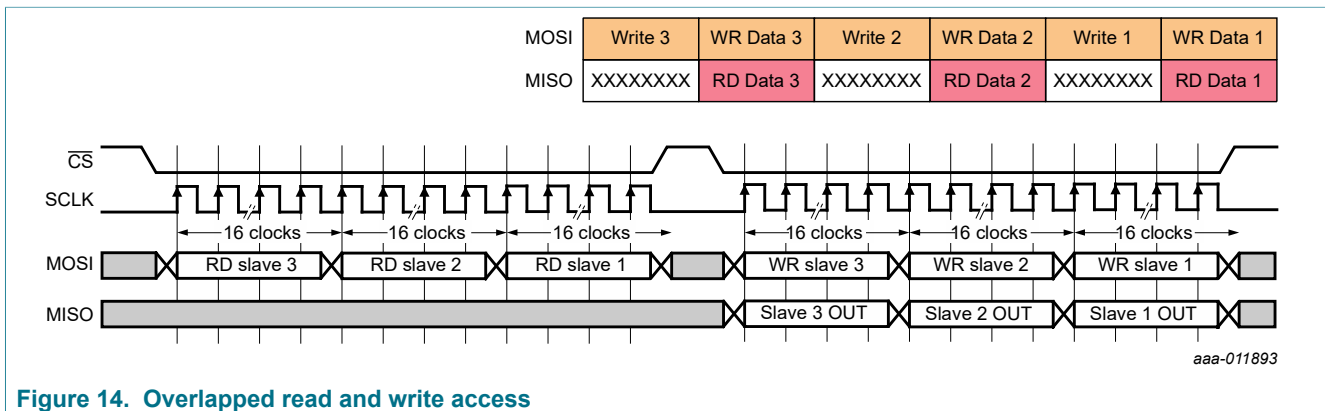 MOSI Write 3 WR Data 3 Write 2 WR Data 2 Write 1 WR Data 1
MISO XXXXXXXX RD Data 3 XXXXXXXX RD Data 2 XXXXXXXX RD Data 1
CS
SCLK
16 clocks 16 clocks 16 clocks 16 clocks 16 clocks 16 clocks
MOSI RD slave 3 RD slave 2 RD slave 1 WR slave 3 WR slave 2 WR slave 1
MISO Slave 3 OUT Slave 2 OUT Slave 1 OUT
aaa-011893
Figure 14. Overlapped read and write access